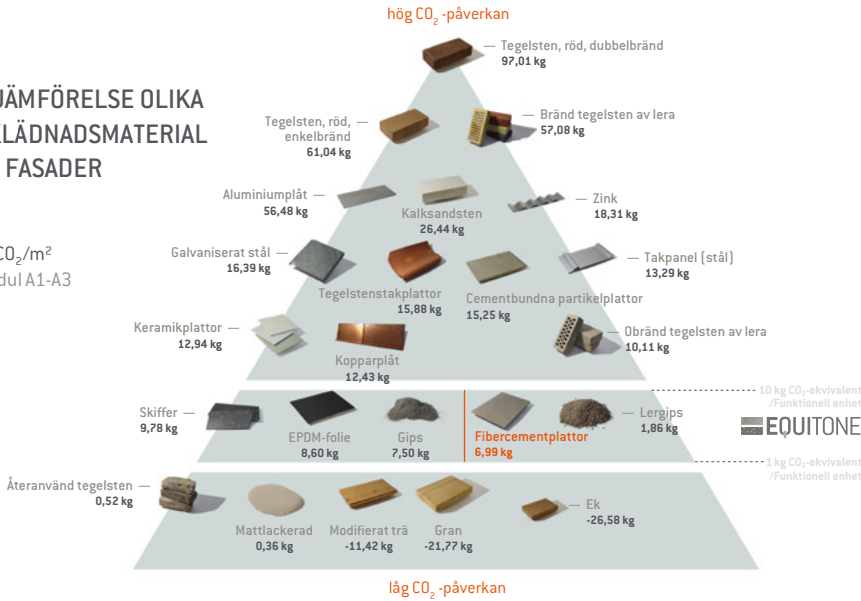 hög CO₂ -påverkan
Tegelsten, röd, dubbelbränd
97,01 kg
JÄMFÖRELSE OLIKA
KLÄDNADSMATERIAL
FASADER
CO₂/m²
dul A1-A3
Tegelsten, röd,
enkelbränd
61,04 kg
Bränd tegelsten av lera
57,08 kg
Aluminiumplåt
56,48 kg
Kalksandsten
26,44 kg
Zink
18,31 kg
Galvaniserat stål
16,39 kg
Tegelstenstakplattor
15,88 kg
Cementbundna partikelplattor
15,25 kg
Takpanel (stål)
13,29 kg
Keramikplattor
12,94 kg
Kopparplåt
12,43 kg
Obränd tegelsten av lera
10,11 kg
10 kg CO₂-ekvivalent
/Funktionell enhet
Skiffer
9,78 kg
EPDM-folie
8,60 kg
Gips
7,50 kg
Fibercementplattor
6,99 kg
Lergips
1,86 kg
EQUITONE
1 kg CO₂-ekvivalent
/Funktionell enhet
Återanvänd tegelsten
0,52 kg
Mattlackerad
0,36 kg
Modifierat trä
-11,42 kg
Gran
-21,77 kg
Ek
-26,58 kg
låg CO₂ -påverkan